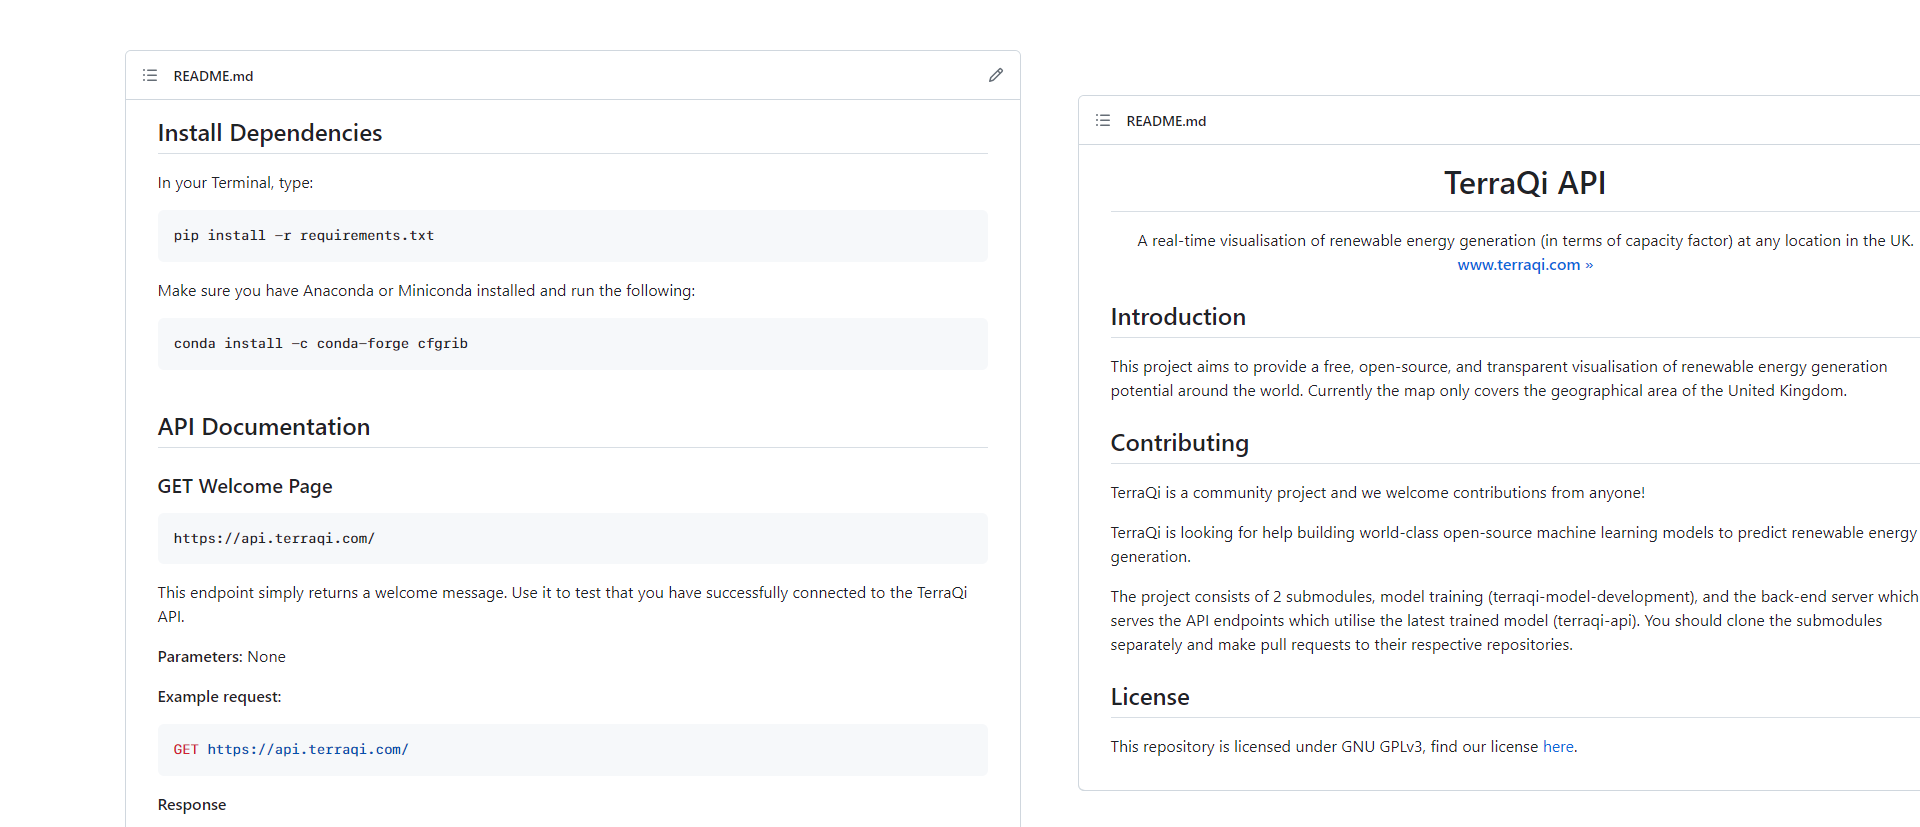 README.md
Install Dependencies
In your Terminal, type:
pip install -r requirements.txt
Make sure you have Anaconda or Miniconda installed and run the following:
conda install -c conda-forge cfgrib
API Documentation
GET Welcome Page
https://api.terraqi.com/
This endpoint simply returns a welcome message. Use it to test that you have successfully connected to the TerraQi
API.
Parameters: None
Example request:
GET https://api.terraqi.com/
Response
README.md
TerraQi API
A real-time visualisation of renewable energy generation (in terms of capacity factor) at any location in the UK.
www.terraqi.com »
Introduction
This project aims to provide a free, open-source, and transparent visualisation of renewable energy generation
potential around the world. Currently the map only covers the geographical area of the United Kingdom.
Contributing
TerraQi is a community project and we welcome contributions from anyone!
TerraQi is looking for help building world-class open-source machine learning models to predict renewable energy
generation.
The project consists of 2 submodules, model training (terraqi-model-development), and the back-end server which
serves the API endpoints which utilise the latest trained model (terraqi-api). You should clone the submodules
separately and make pull requests to their respective repositories.
License
This repository is licensed under GNU GPLv3, find our license here.